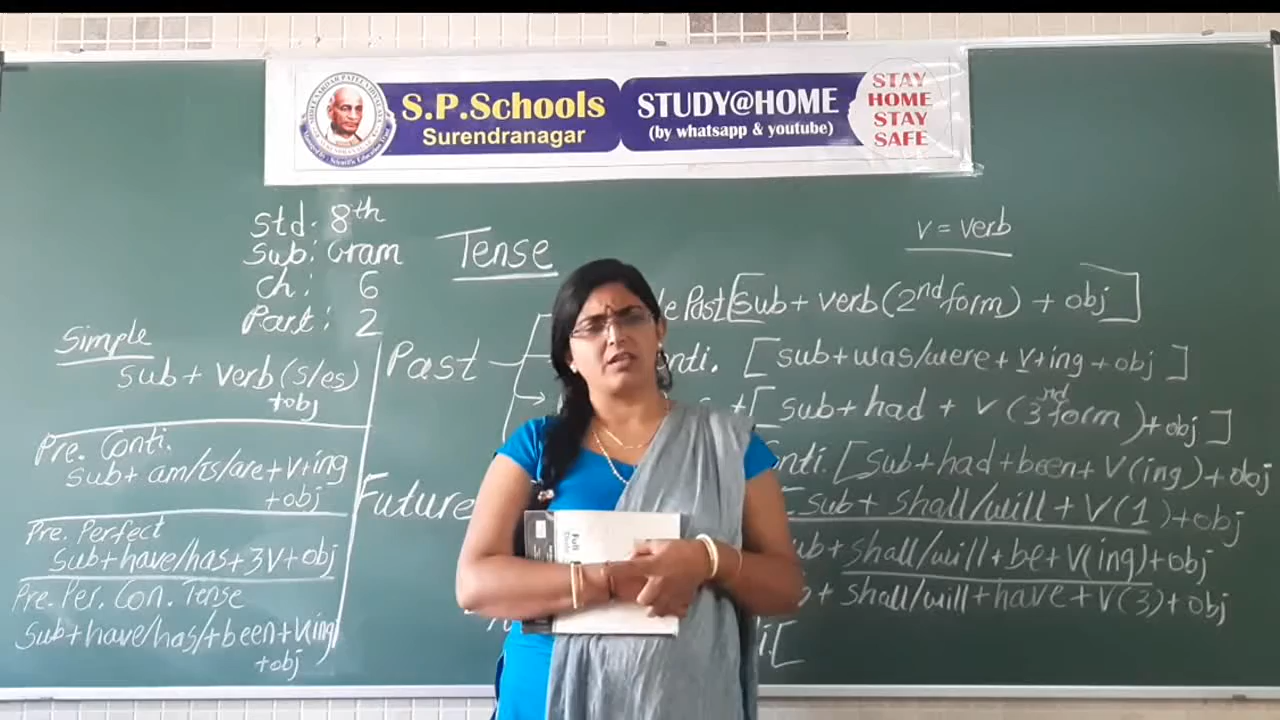 S.P.Schools
Surendranagar
STUDY@HOME
(by whatsapp & youtube)
STAY
HOME
STAY
SAFE
Std. 8th
Sub: Gram
Ch: 6
Part: 2
Tense
v = verb
Simple
Sub + verb (s/es)
+obj
Pre. Conti.
Sub+ am/is/are + v+ing
+obj
Pre. Perfect
Sub+have/has+3V+obj
Pre. Per. Con. Tense
Sub+have/has/+been+V(ing)
+obj
Past
Past [Sub + verb (2nd form) + obj]
nti. [sub+was/were + v+ing +obj]
+[sub+had + v (3nd form)+obj]
nti. [Sub+had+been+ V(ing)+obj
Future
[sub+ shall/will + V(1)+obj
ub+shall/will+be+V(ing)+obj
+ shall/will+have+V(3)+obj
i.[
Full